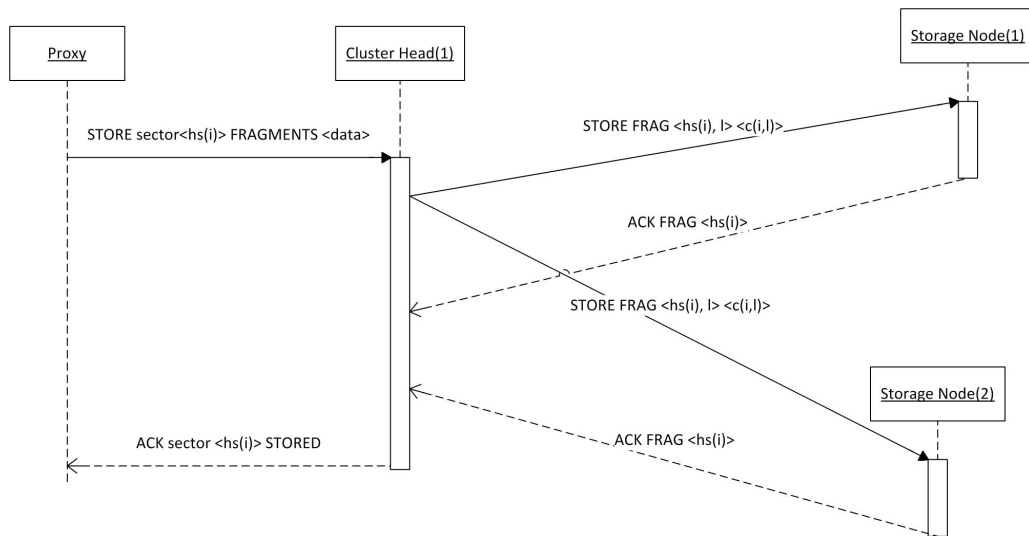 Storage Node(1)
Proxy
Cluster Head(1)
STORE sector<hs(i)> FRAGMENTS <data>
STORE FRAG <hs(i), l> <c(i,l)>
ACK FRAG <hs(i)>
STORE FRAG <hs(i), l> <c(i,l)>
Storage Node(2)
ACK sector <hs(i)> STORED
ACK FRAG <hs(i)>